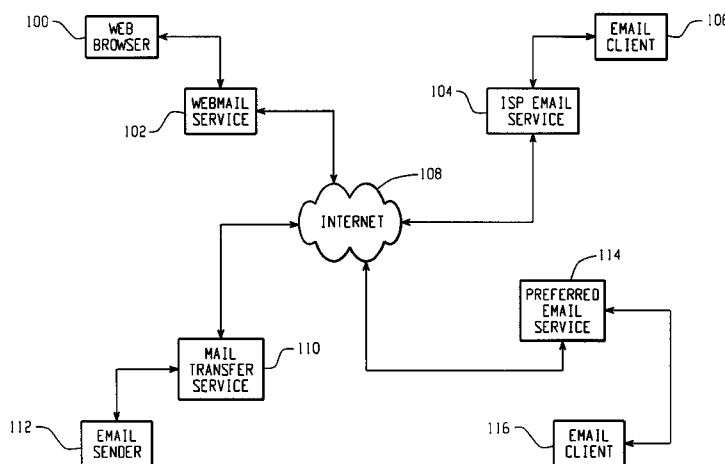 100
WEB
BROWSER
EMAIL
CLIENT
106
WEBMAIL
SERVICE
102
104
ISP EMAIL
SERVICE
108
INTERNET
114
PREFERRED
EMAIL
SERVICE
MAIL
TRANSFER
SERVICE
110
112
EMAIL
SENDER
116
EMAIL
CLIENT